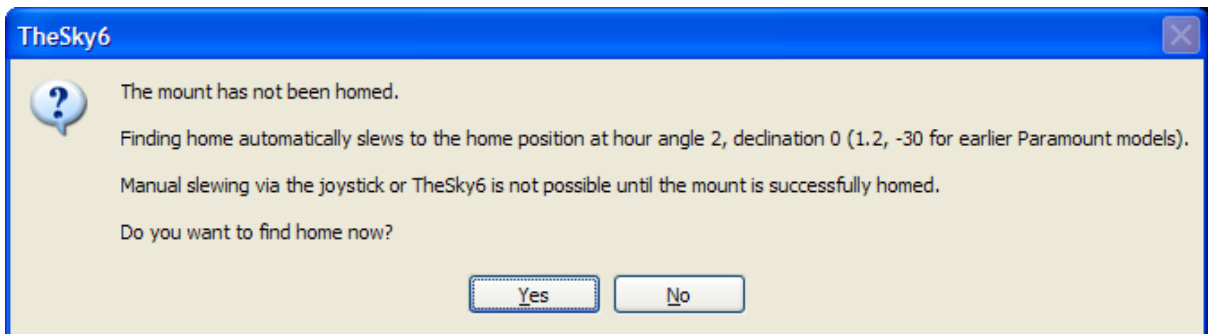 TheSky6
The mount has not been homed.
Finding home automatically slews to the home position at hour angle 2, declination 0 (1.2, -30 for earlier Paramount models).
Manual slewing via the joystick or TheSky6 is not possible until the mount is successfully homed.
Do you want to find home now?
Yes No